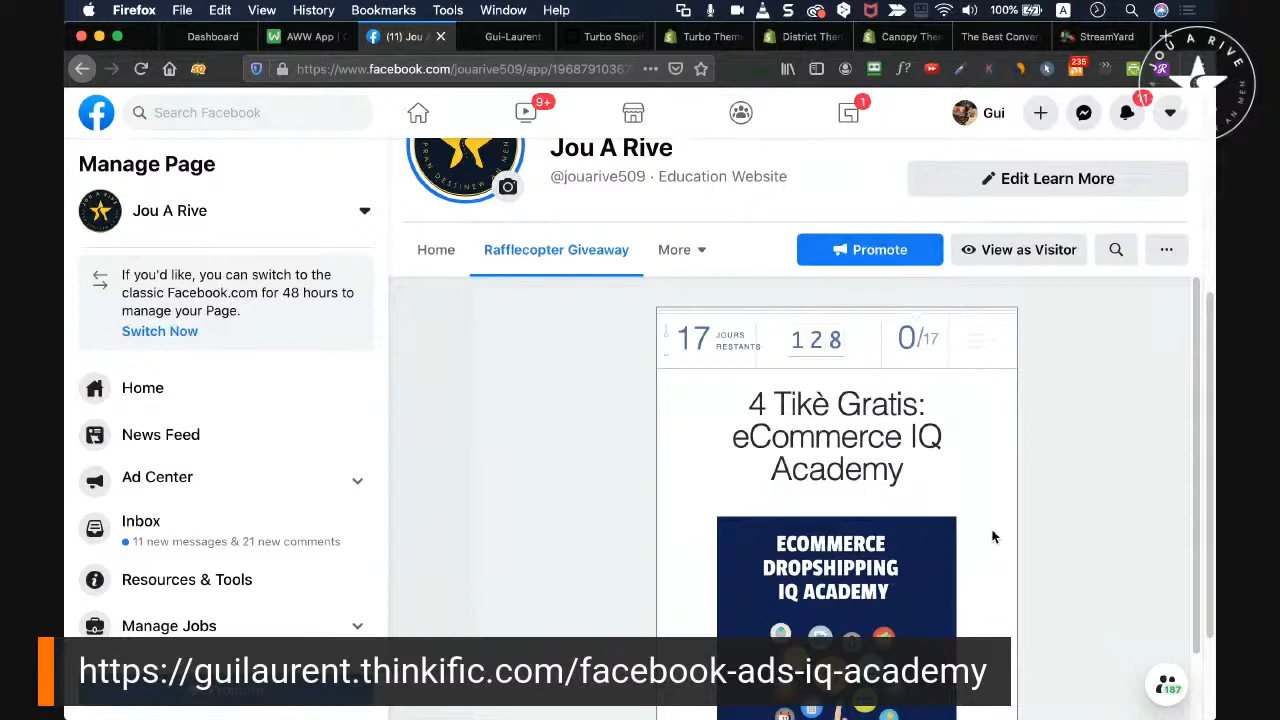 Firefox File Edit View History Bookmarks Tools Window Help 100% A
Dashboard AWW App | (11) Jou A Gui-Laurent Turbo Shopif Turbo Theme District Them Canopy Them The Best Conver StreamYard
https://www.facebook.com/jouarive509/app/1968791036 235
Search Facebook 9+ 1 Gui 11
Manage Page
Jou A Rive
Jou A Rive
@jouarive509 · Education Website
Edit Learn More
If you'd like, you can switch to the
classic Facebook.com for 48 hours to
manage your Page.
Switch Now
Home Rafflecopter Giveaway More Promote View as Visitor
Home
News Feed
Ad Center
Inbox
11 new messages & 21 new comments
Resources & Tools
Manage Jobs
17 JOURS RESTANTS 128 0/17
4 Tikè Gratis:
eCommerce IQ
Academy
ECOMMERCE
DROPSHIPPING
IQ ACADEMY
https://guilaurent.thinkific.com/facebook-ads-iq-academy
187